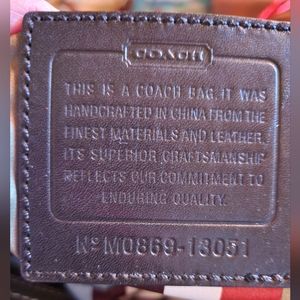 COACH
THIS IS A COACH BAG. IT WAS
HANDCRAFTED IN CHINA FROM THE
FINEST MATERIALS AND LEATHER.
ITS SUPERIOR CRAFTSMANSHIP
REFLECTS OUR COMMITMENT TO
ENDURING QUALITY.
Nº M0869-13051